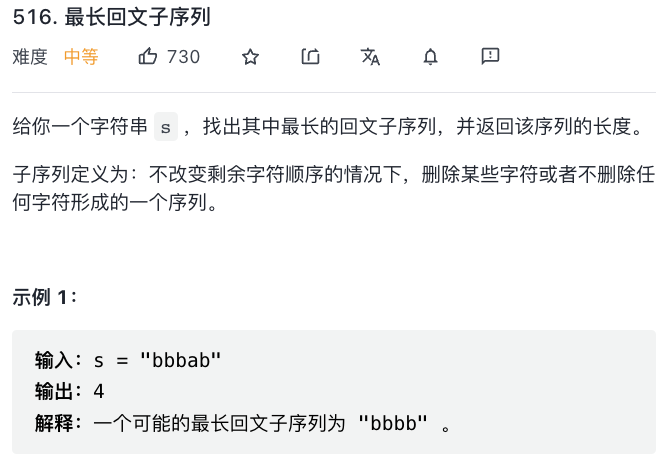 516. 最长回文子序列
难度 中等 730
给你一个字符串 s ，找出其中最长的回文子序列，并返回该序列的长度。
子序列定义为：不改变剩余字符顺序的情况下，删除某些字符或者不删除任
何字符形成的一个序列。
示例 1：
输入：s = "bbbab"
输出：4
解释：一个可能的最长回文子序列为 "bbbb" 。